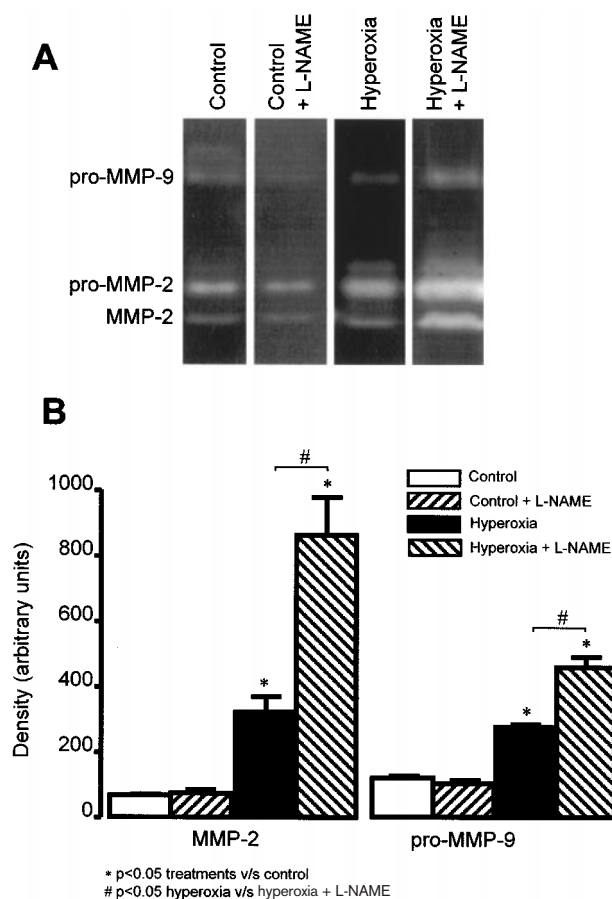 A
Control
Control
+ L-NAME
Hyperoxia
Hyperoxia
+ L-NAME
pro-MMP-9
pro-MMP-2
MMP-2
B
Density (arbitrary units)
1000
800
600
400
200
0
#
*
*
#
*
*
Control
Control + L-NAME
Hyperoxia
Hyperoxia + L-NAME
MMP-2
pro-MMP-9
* p<0.05 treatments v/s control
# p<0.05 hyperoxia v/s hyperoxia + L-NAME